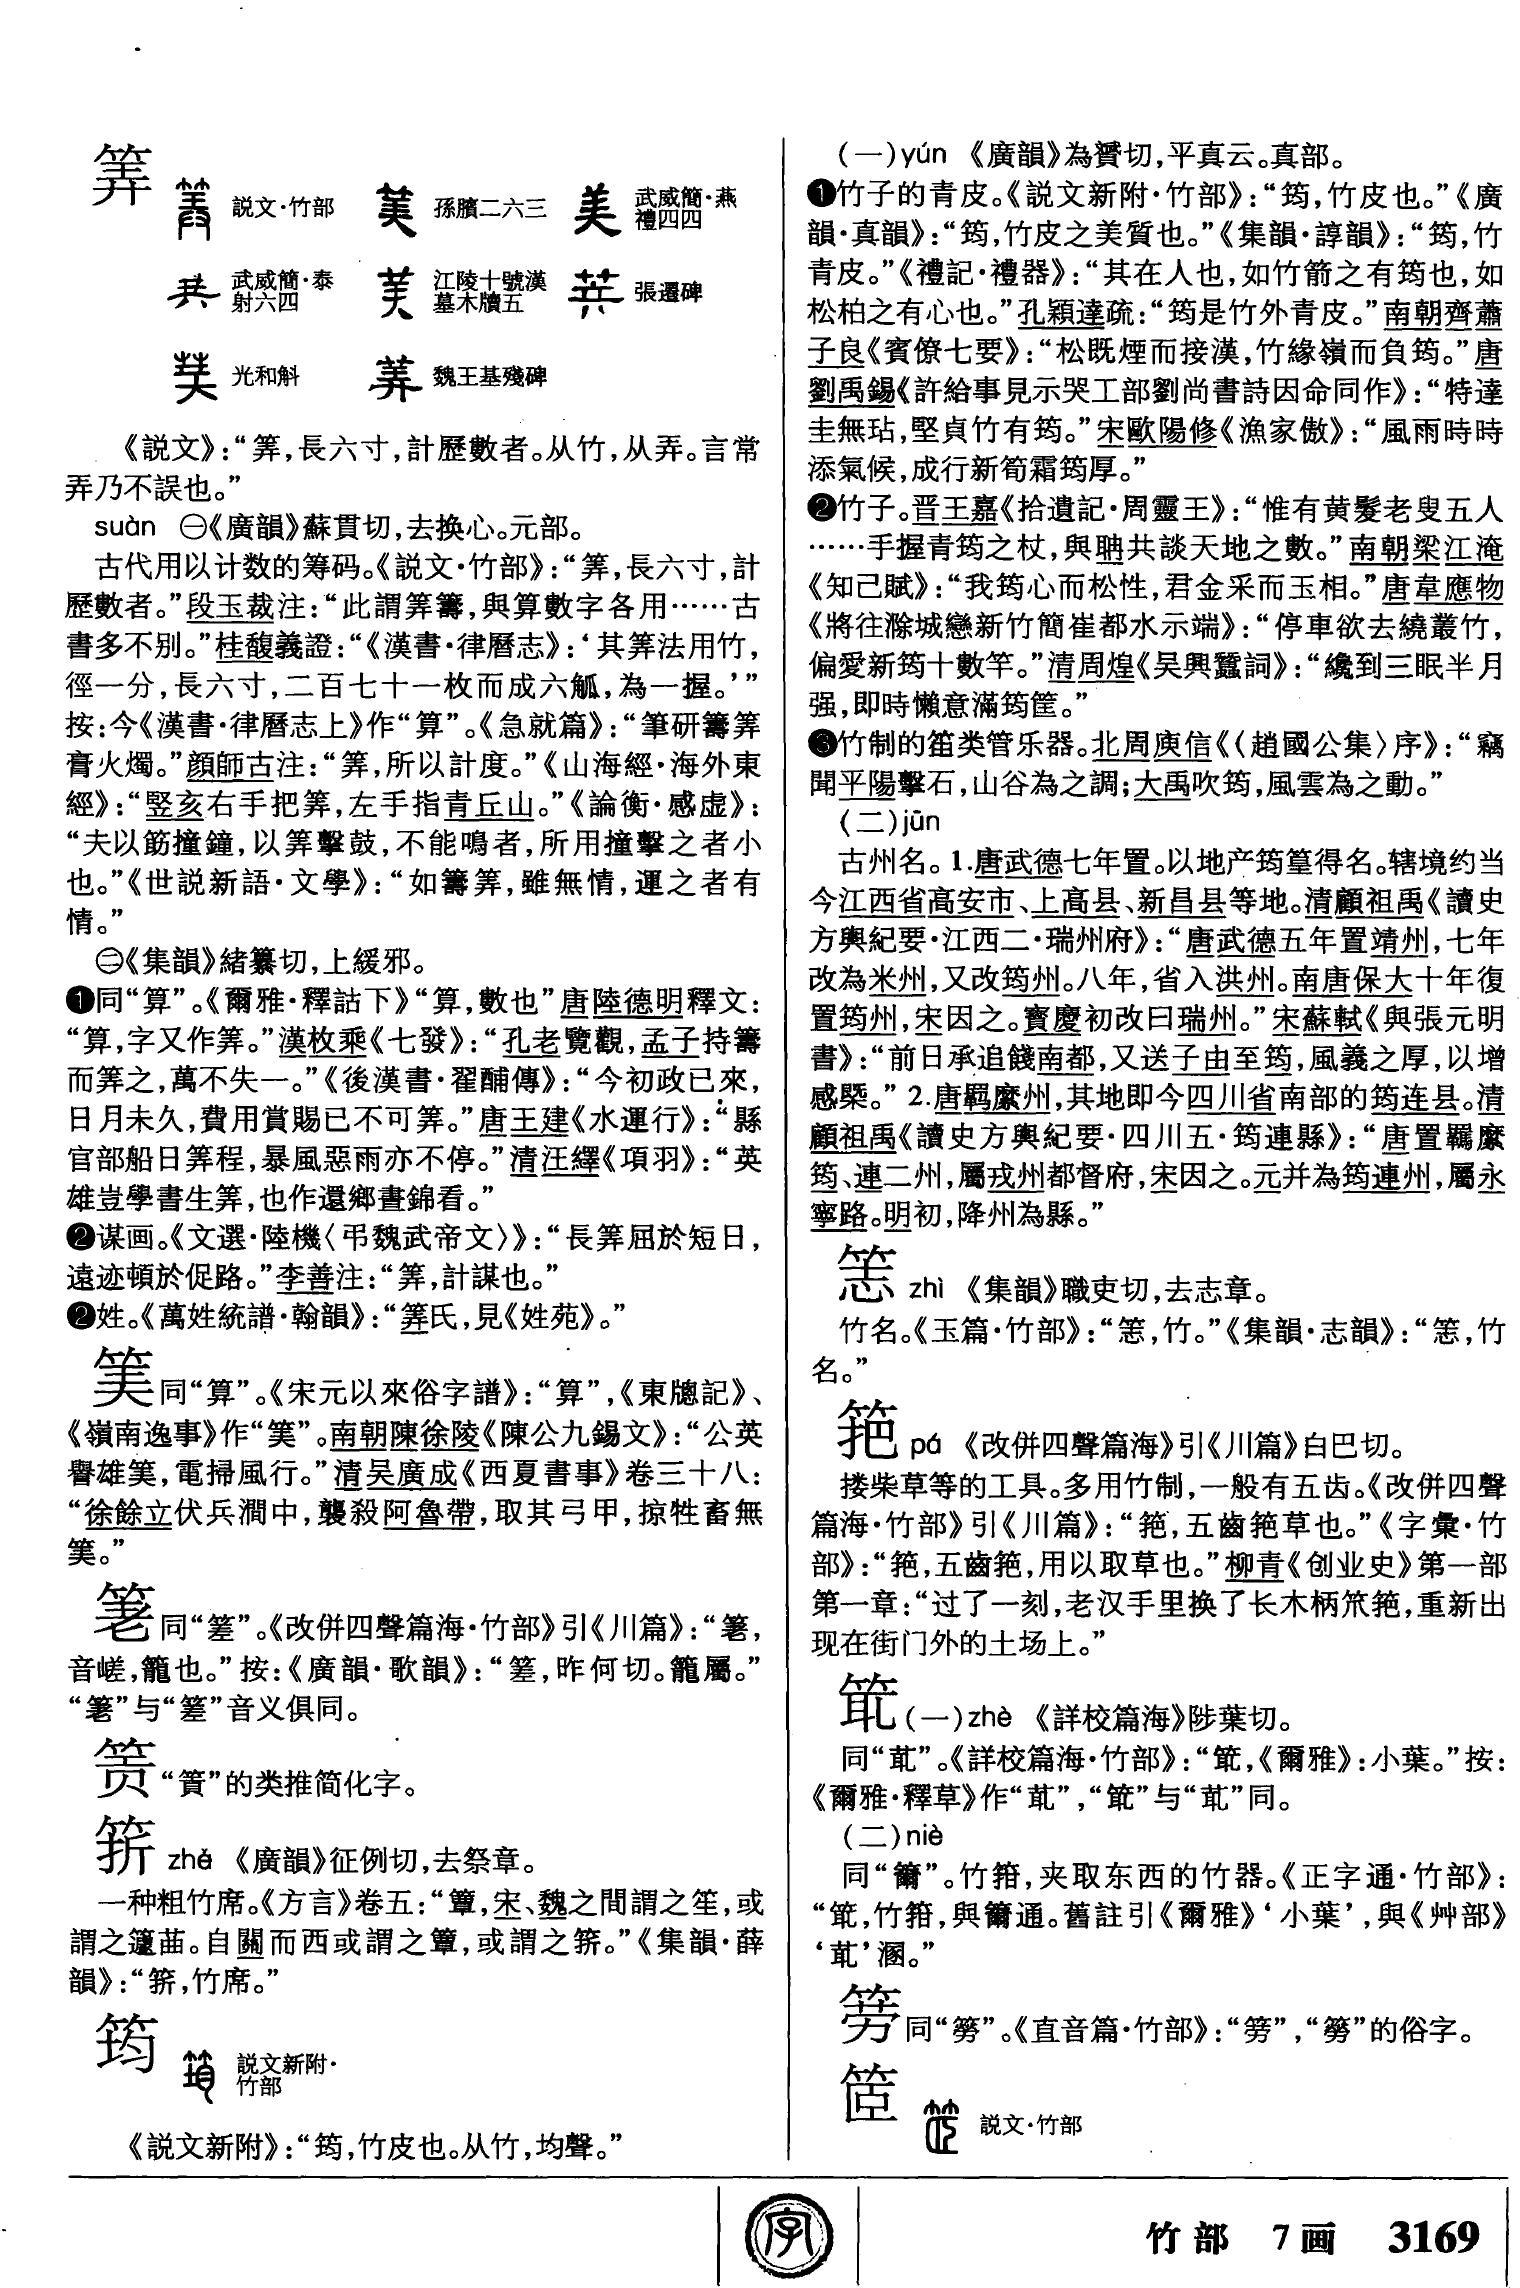 筭
説文·竹部
孫臏二六三
武威簡·燕
禮四四
武威簡·泰
射六四
江陵十號漢
墓木牘五
張遷碑
光和斛
魏王基殘碑
《説文》：“筭，長六寸，計歷數者。从竹，从弄。言常
弄乃不誤也。”
suàn ㊀《廣韻》蘇貫切，去换心。元部。
古代用以计数的筹码。《説文·竹部》：“筭，長六寸，計
歷數者。”段玉裁注：“此謂筭籌，與算數字各用……古
書多不别。”桂馥義證：“《漢書·律曆志》：‘其筭法用竹，
徑一分，長六寸，二百七十一枚而成六觚，為一握。’”
按：今《漢書·律曆志上》作“算”。《急就篇》：“筆研籌筭
膏火燭。”顔師古注：“筭，所以計度。”《山海經·海外東
經》：“竪亥右手把筭，左手指青丘山。”《論衡·感虚》：
“夫以筯撞鐘，以筭擊鼓，不能鳴者，所用撞擊之者小
也。”《世説新語·文學》：“如籌筭，雖無情，運之者有
情。”
㊁《集韻》緒纂切，上緩邪。
❶同“算”。《爾雅·釋詁下》“算，數也”唐陸德明釋文：
“算，字又作筭。”漢枚乘《七發》：“孔老覽觀，孟子持籌
而筭之，萬不失一。”《後漢書·翟酺傳》：“今初政已來，
日月未久，費用賞賜已不可筭。”唐王建《水運行》：“縣
官部船日筭程，暴風惡雨亦不停。”清汪繹《項羽》：“英
雄豈學書生筭，也作還鄉晝錦看。”
❷谋画。《文選·陸機〈弔魏武帝文〉》：“長筭屈於短日，
遠迹頓於促路。”李善注：“筭，計謀也。”
❷姓。《萬姓統譜·翰韻》：“筭氏，見《姓苑》。”
筭同“算”。《宋元以來俗字譜》：“算”，《東牕記》、
《嶺南逸事》作“䇲”。南朝陳徐陵《陳公九錫文》：“公英
謩雄䇲，電掃風行。”清吴廣成《西夏書事》卷三十八：
“徐餘立伏兵澗中，襲殺阿魯帶，取其弓甲，掠牲畜無
䇲。”
同“䈉”。《改併四聲篇海·竹部》引《川篇》：“
音嵯，籠也。”按：《廣韻·歌韻》：“䈉，昨何切。籠屬。”
与“䈉”音义俱同。
箦“簀”的类推简化字。
䇽 zhé 《廣韻》征例切，去祭章。
一种粗竹席。《方言》卷五：“簟，宋、魏之間謂之笙，或
謂之籧苖。自關而西或謂之簟，或謂之䇽。”《集韻·薛
韻》：“䇽，竹席。”
筠
説文新附·
竹部
《説文新附》：“筠，竹皮也。从竹，均聲。”
（一）yún 《廣韻》為贇切，平真云。真部。
❶竹子的青皮。《説文新附·竹部》：“筠，竹皮也。”《廣
韻·真韻》：“筠，竹皮之美質也。”《集韻·諄韻》：“筠，竹
青皮。”《禮記·禮器》：“其在人也，如竹箭之有筠也，如
松柏之有心也。”孔穎達疏：“筠是竹外青皮。”南朝齊蕭
子良《賓僚七要》：“松既煙而接漢，竹緣嶺而負筠。”唐
劉禹錫《許給事見示哭工部劉尚書詩因命同作》：“特達
圭無玷，堅貞竹有筠。”宋歐陽修《漁家傲》：“風雨時時
添氣候，成行新筍霜筠厚。”
❷竹子。晋王嘉《拾遺記·周靈王》：“惟有黄髮老叟五人
……手握青筠之杖，與聃共談天地之數。”南朝梁江淹
《知己賦》：“我筠心而松性，君金采而玉相。”唐韋應物
《將往滁城戀新竹簡崔都水示端》：“停車欲去繞叢竹，
偏愛新筠十數竿。”清周煌《吴興蠶詞》：“纔到三眠半月
强，即時懶意滿筠筐。”
❸竹制的笛类管乐器。北周庾信《〈趙國公集〉序》：“竊
聞平陽擊石，山谷為之調；大禹吹筠，風雲為之動。”
（二）jūn
古州名。1.唐武德七年置。以地产筠篁得名。辖境约当
今江西省高安市、上高县、新昌县等地。清顧祖禹《讀史
方輿紀要·江西二·瑞州府》：“唐武德五年置靖州，七年
改為米州，又改筠州。八年，省入洪州。南唐保大十年復
置筠州，宋因之。寶慶初改曰瑞州。”宋蘇軾《與張元明
書》：“前日承追餞南都，又送子由至筠，風義之厚，以增
感槩。”2.唐羁縻州，其地即今四川省南部的筠连县。清
顧祖禹《讀史方輿紀要·四川五·筠連縣》：“唐置羈縻
筠、連二州，屬戎州都督府，宋因之。元并為筠連州，屬永
寧路。明初，降州為縣。”
zhì 《集韻》職吏切，去志章。
竹名。《玉篇·竹部》：“，竹。”《集韻·志韻》：“，竹
名。”
筢 pá 《改併四聲篇海》引《川篇》白巴切。
搂柴草等的工具。多用竹制，一般有五齿。《改併四聲
篇海·竹部》引《川篇》：“筢，五齒筢草也。”《字彙·竹
部》：“筢，五齒筢，用以取草也。”柳青《创业史》第一部
第一章：“过了一刻，老汉手里换了长木柄笊筢，重新出
现在街门外的土场上。”
（一）zhè 《詳校篇海》陟葉切。
同“䓆”。《詳校篇海·竹部》：“，《爾雅》：小葉。”按：
《爾雅·釋草》作“䓆”，与“䓆”同。
（二）niè
同“籋”。竹箝，夹取东西的竹器。《正字通·竹部》：
“，竹箝，與籋通。舊註引《爾雅》‘小葉’，與《艸部》
‘䓆’溷。”
同“簩”。《直音篇·竹部》：“，“簩”的俗字。
説文·竹部
字
竹部 7画 3169